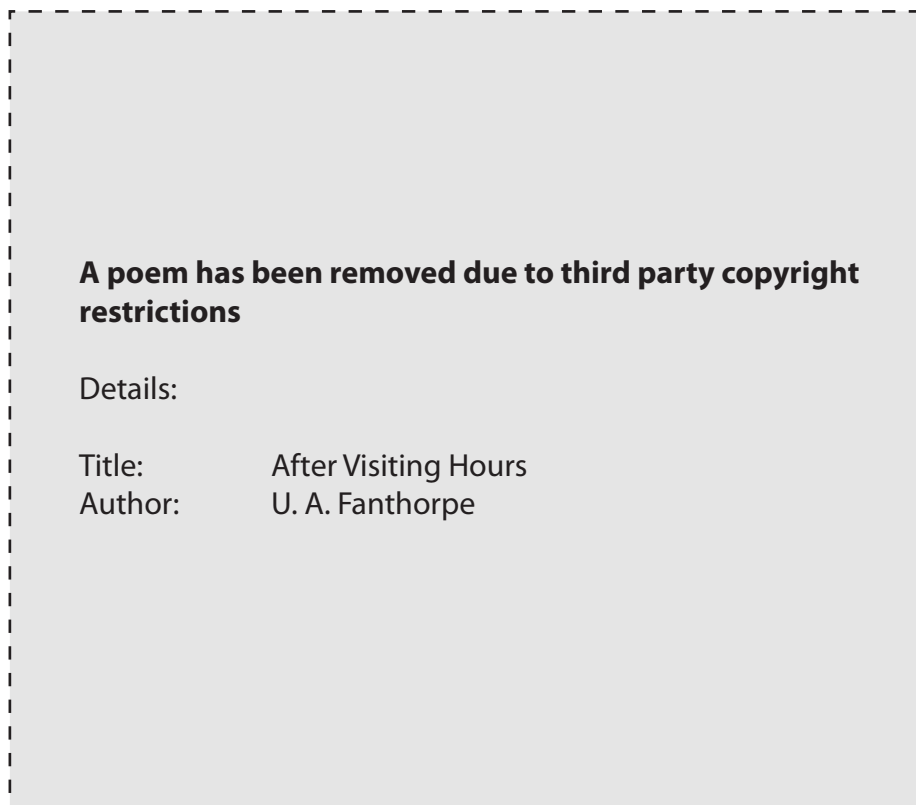 A poem has been removed due to third party copyright
restrictions
Details:
Title: After Visiting Hours
Author: U. A. Fanthorpe